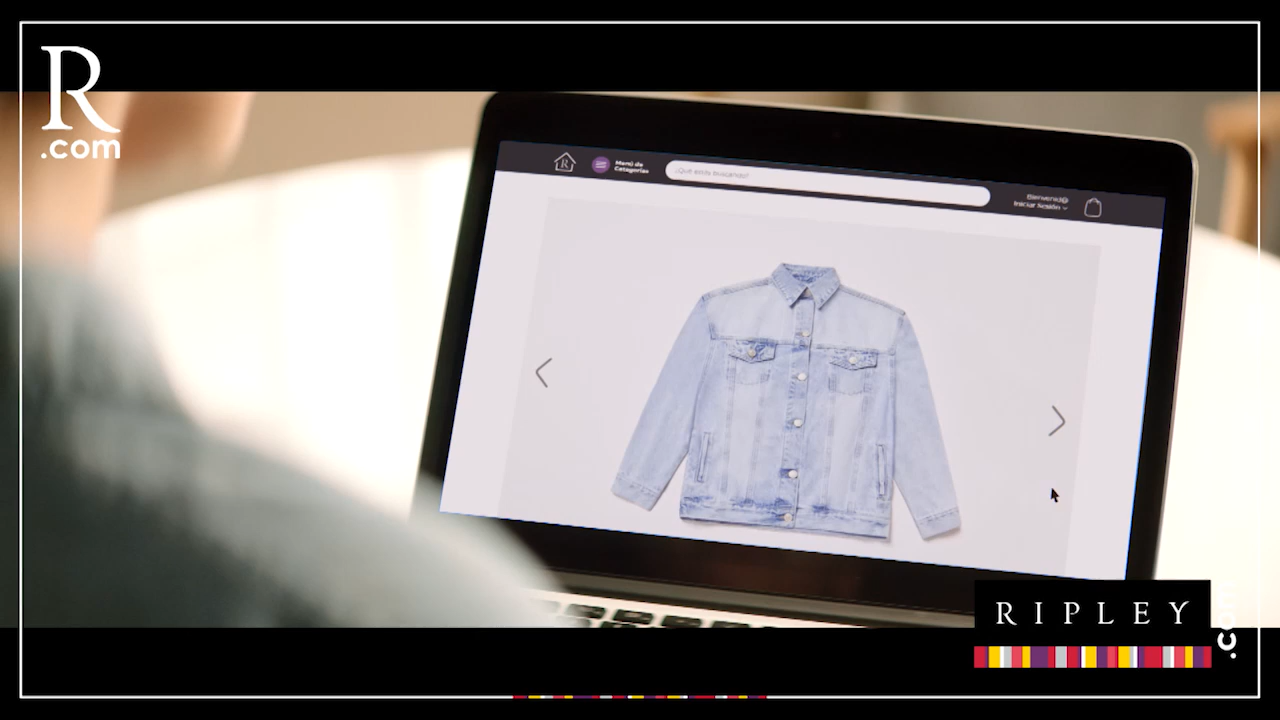 R
.com
Menú de
Categorías
¿Qué estás buscando?
Bienvenid@
Iniciar Sesión
R
RIPLEY
.com